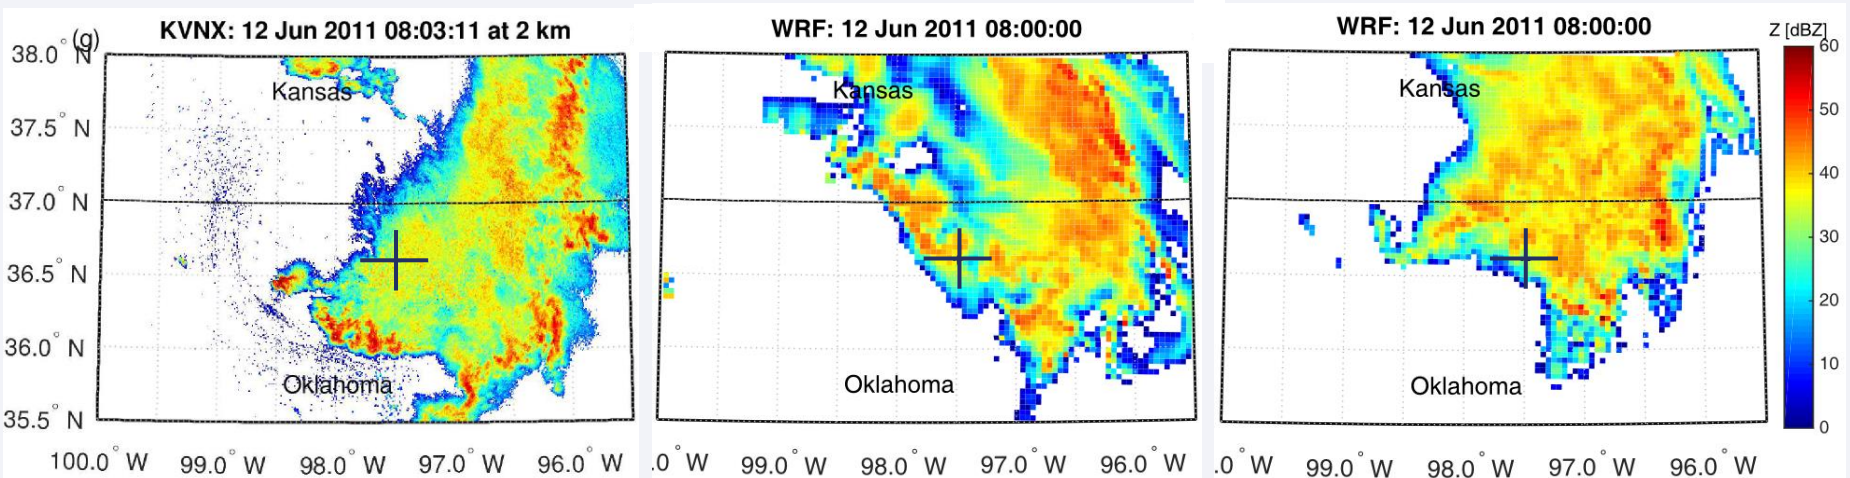 KVNX: 12 Jun 2011 08:03:11 at 2 km
WRF: 12 Jun 2011 08:00:00
WRF: 12 Jun 2011 08:00:00
Z [dBZ]
(g)
38.0° N
37.5° N
37.0° N
36.5° N
36.0° N
35.5° N
Kansas
Kansas
Kansas
Oklahoma
Oklahoma
Oklahoma
60
50
40
30
20
10
0
100.0° W 99.0° W 98.0° W 97.0° W 96.0° W
.0° W 99.0° W 98.0° W 97.0° W 96.0° W
.0° W 99.0° W 98.0° W 97.0° W 96.0° W